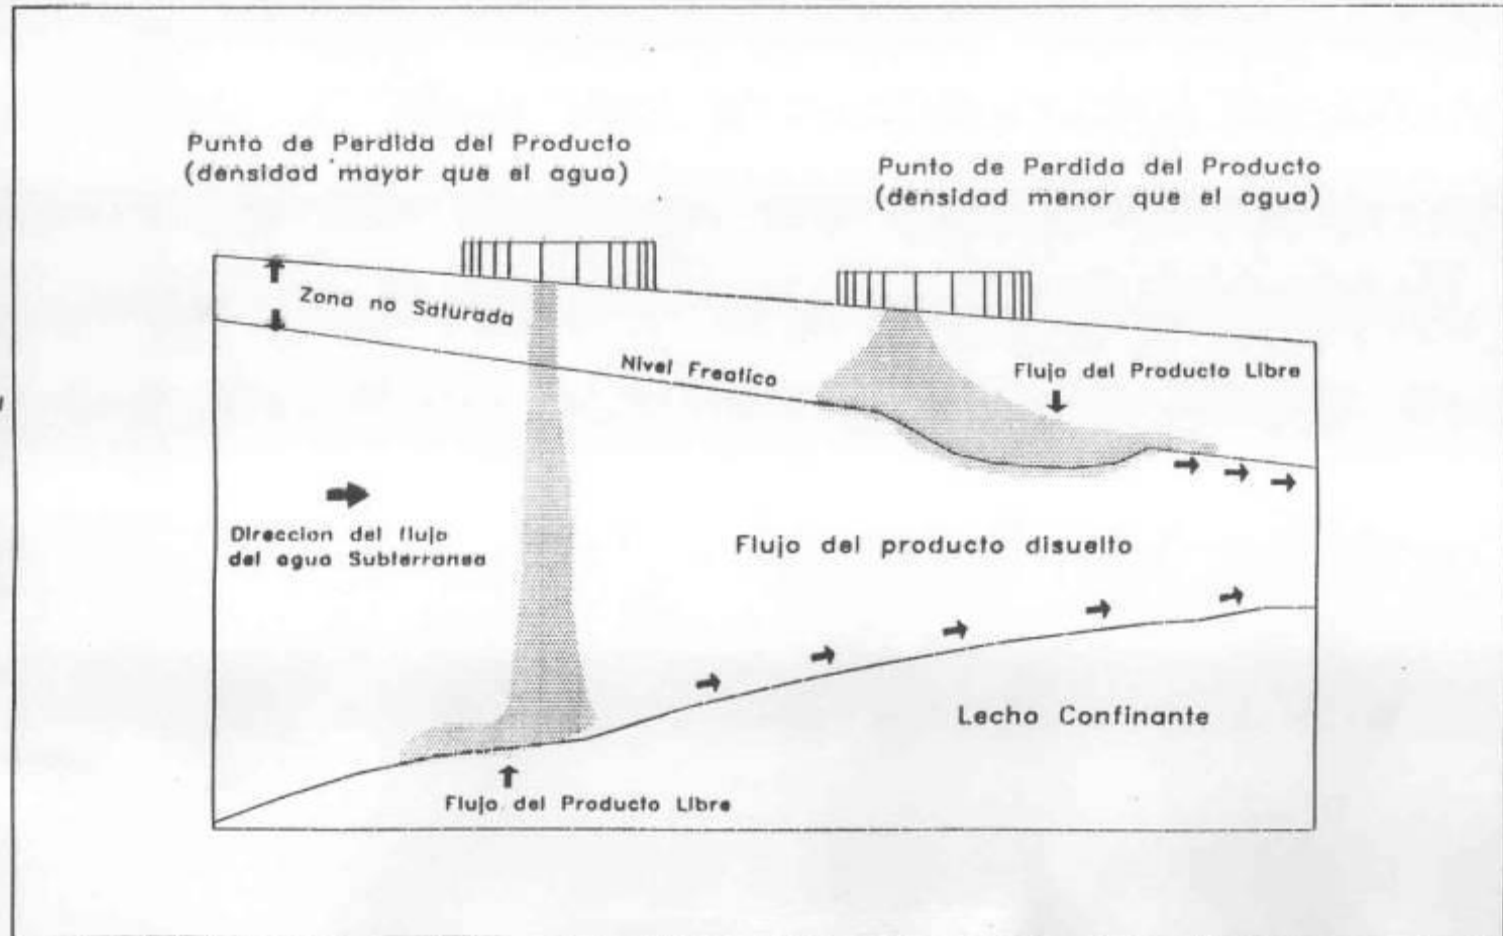 Punto de Perdida del Producto
(densidad mayor que el agua)
Punto de Perdida del Producto
(densidad menor que el agua)
Zona no Saturada
Nivel Freatico
Flujo del Producto Libre
Direccion del flujo
del agua Subterranea
Flujo del producto disuelto
Lecho Confinante
Flujo del Producto Libre